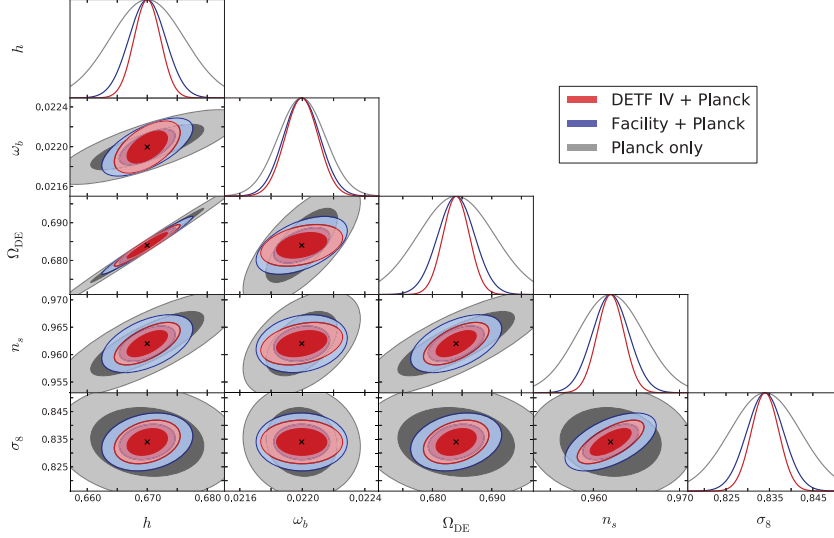 h
DETF IV + Planck
Facility + Planck
Planck only
0,0224
0,0220
0,0216
ω_b
0,690
0,680
Ω_DE
0,970
0,965
0,960
0,955
n_s
0,845
0,835
0,825
σ_8
0,660 0,670 0,680 0,0216 0,0220 0,0224 0,680 0,690 0,960 0,970 0,825 0,835 0,845
h ω_b Ω_DE n_s σ_8